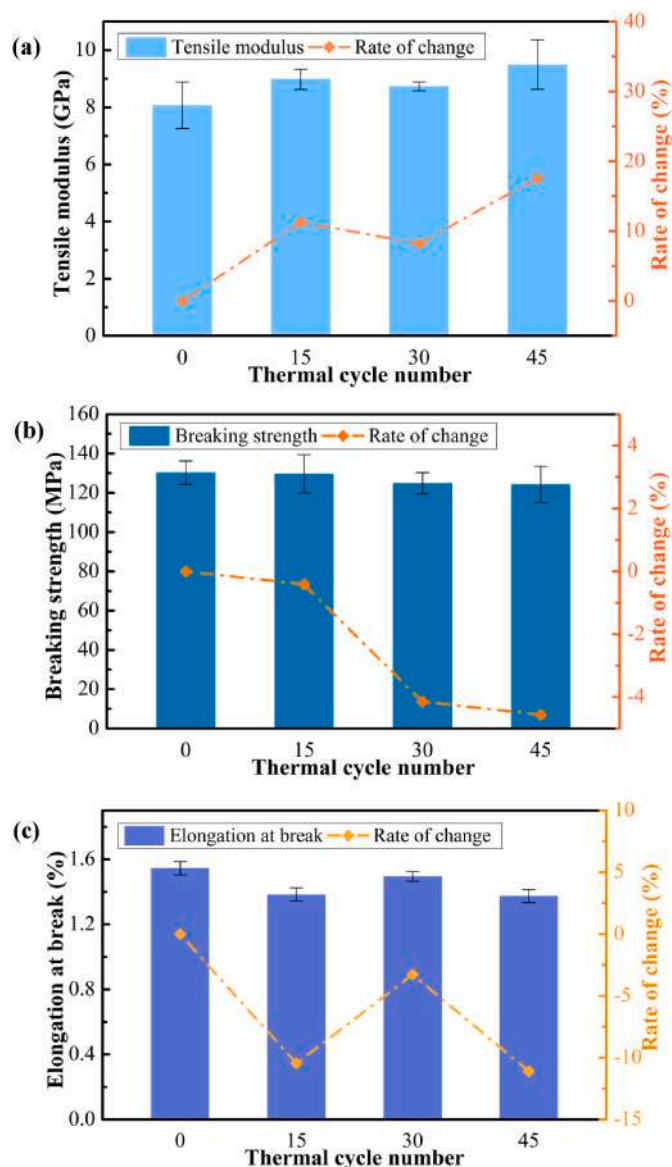 (a)
Tensile modulus
Rate of change
Tensile modulus (GPa)
10
8
6
4
2
0
40
30
20
10
0
Rate of change (%)
0 15 30 45
Thermal cycle number
(b)
Breaking strength
Rate of change
Breaking strength (MPa)
160
140
120
100
80
60
40
20
0
4
2
0
-2
-4
Rate of change (%)
0 15 30 45
Thermal cycle number
(c)
Elongation at break
Rate of change
Elongation at break (%)
1.6
1.2
0.8
0.4
0.0
10
5
0
-5
-10
-15
Rate of change (%)
0 15 30 45
Thermal cycle number